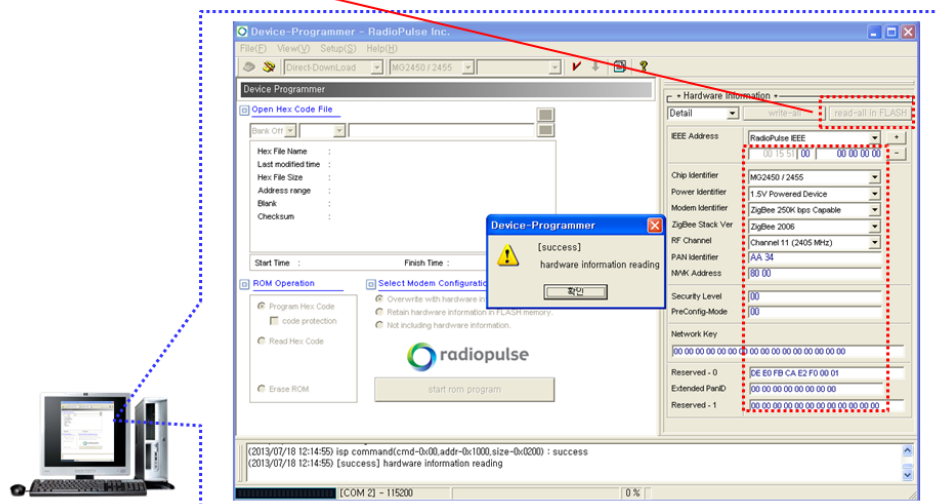 Device-Programmer - RadioPulse Inc.
File(F) View(V) Setup(S) Help(H)
Direct-DownLoad MG2450 / 2455
Device Programmer
Open Hex Code File
Bank Off
Hex File Name :
Last modified time :
Hex File Size :
Address range :
Blank :
Checksum :
Start Time : Finish Time :
ROM Operation
Program Hex Code
code protection
Read Hex Code
Erase ROM
Select Modem Configuratio
Overwrite with hardware in
Retain hardware information in FLASH memory.
Not including hardware information.
radiopulse
start rom program
Device-Programmer
[success]
hardware information reading
확인
+ Hardware Information +
Detail write-all read-all in FLASH
IEEE Address RadioPulse IEEE +
00 15 51 00 00 00 00 00 -
Chip Identifier MG2450 / 2455
Power Identifier 1.5V Powered Device
Modem Identifier ZigBee 250K bps Capable
ZigBee Stack Ver ZigBee 2006
RF Channel Channel 11 (2405 MHz)
PAN Identifier AA 34
NWK Address 80 00
Security Level 00
PreConfig-Mode 00
Network Key
00 00 00 00 00 00 00 00 00 00 00 00 00 00 00 00
Reserved - 0 DE E0 FB CA E2 F0 00 01
Extended PanID 00 00 00 00 00 00 00 00
Reserved - 1 00 00 00 00 00 00 00 00 00 00 00 00
(2013/07/18 12:14:55) isp command(cmd-0x00,addr-0x1000,size-0x0200) : success
(2013/07/18 12:14:55) [success] hardware information reading
[COM 2] - 115200 0 %